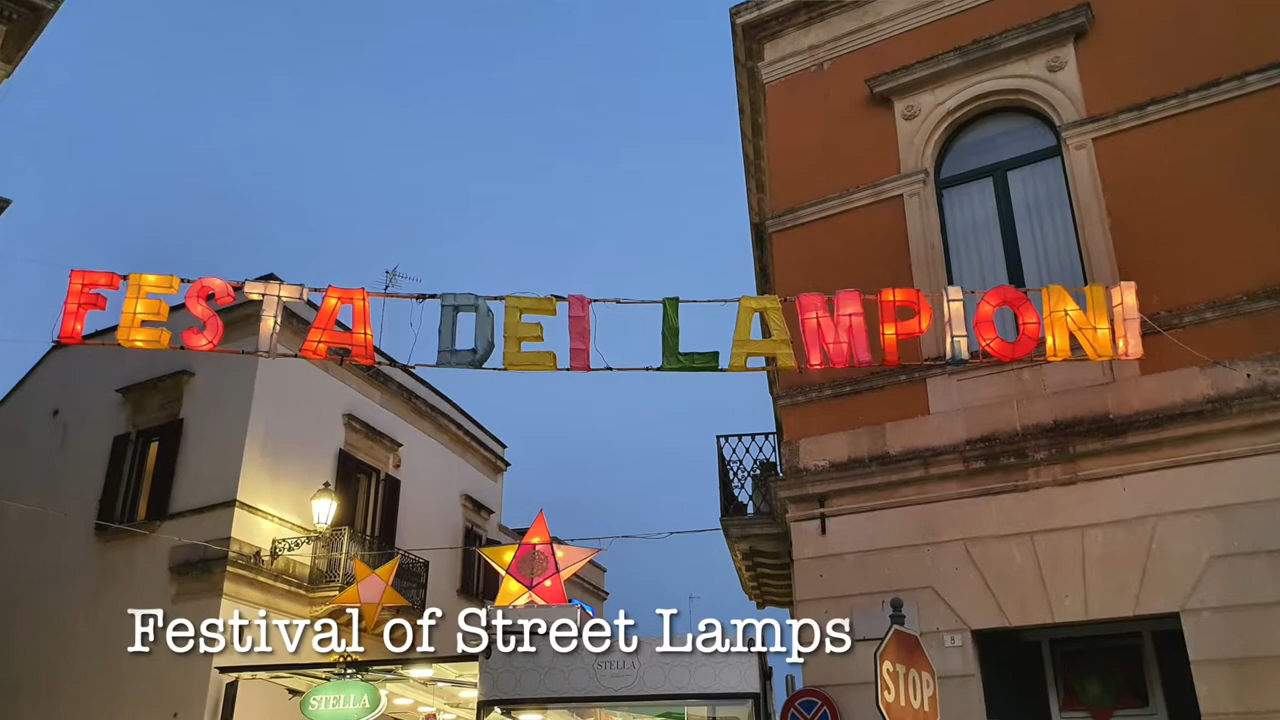 FESTA DEI LAMPIONI
Festival of Street Lamps
STELLA
STELLA
STOP
8